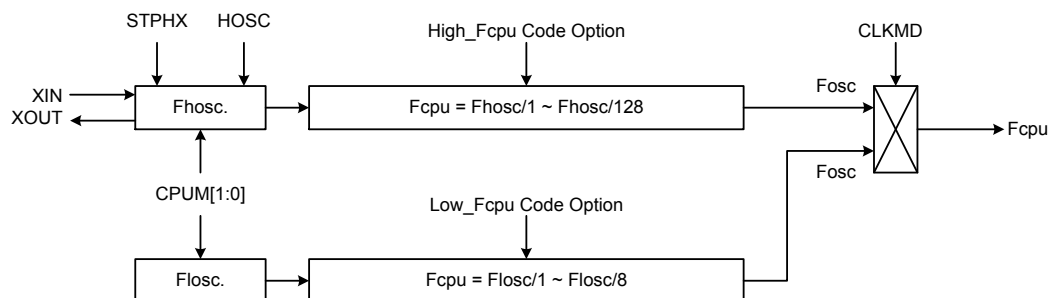 STPHX HOSC
High_Fcpu Code Option
CLKMD
XIN
XOUT
Fhosc.
Fcpu = Fhosc/1 ~ Fhosc/128
Fosc
Fcpu
Fosc
CPUM[1:0]
Low_Fcpu Code Option
Flosc.
Fcpu = Flosc/1 ~ Flosc/8